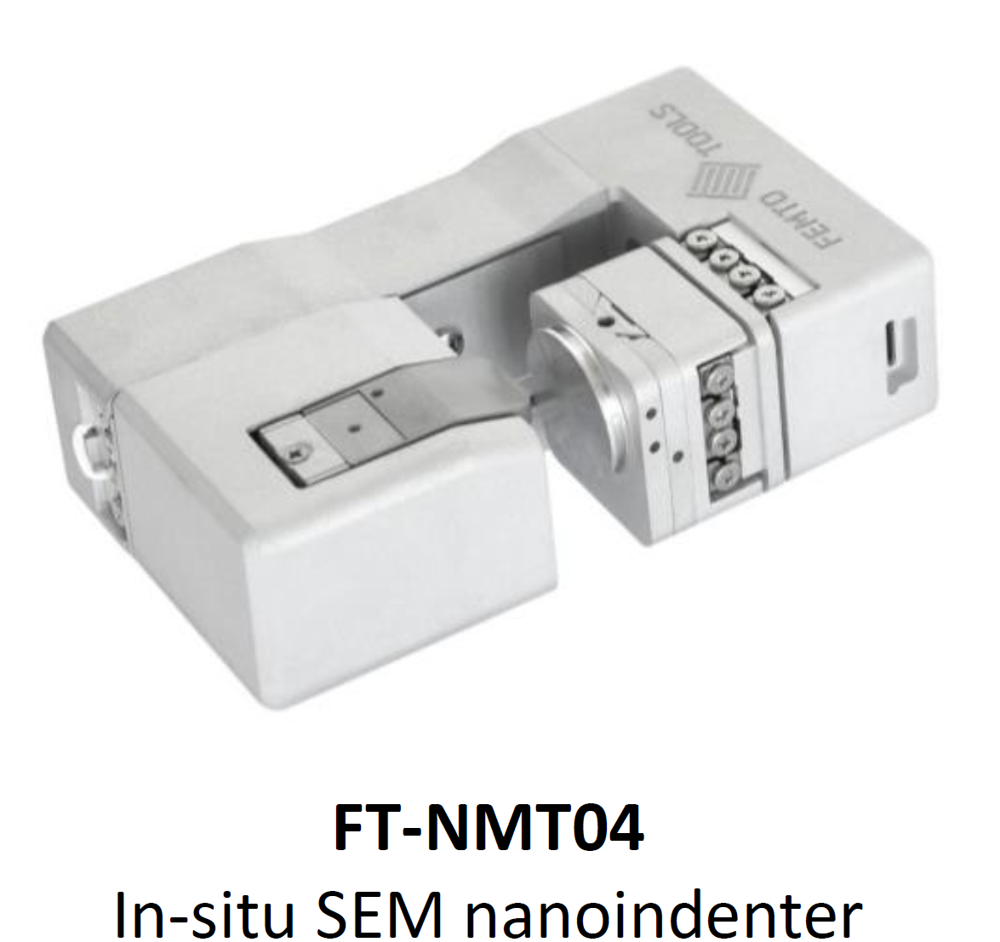 FEMTO
TOOLS
FT-NMT04
In-situ SEM nanoindenter